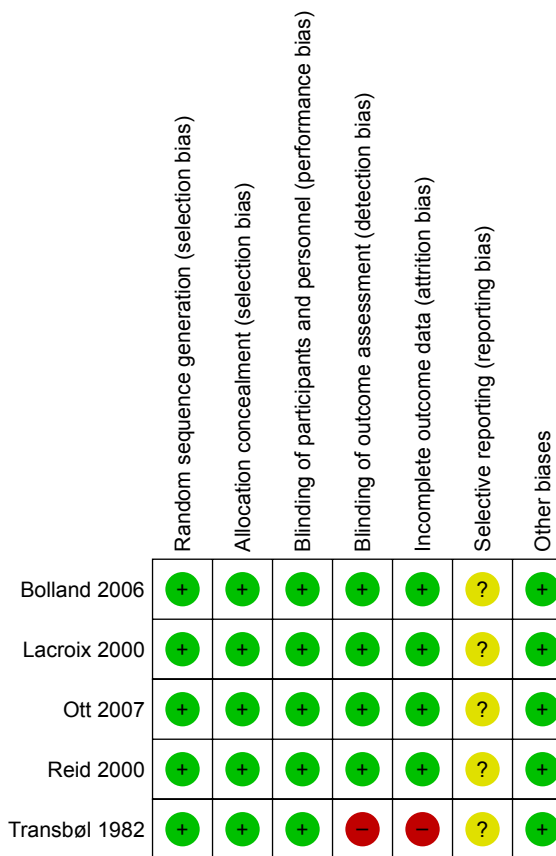 Random sequence generation (selection bias)
Allocation concealment (selection bias)
Blinding of participants and personnel (performance bias)
Blinding of outcome assessment (detection bias)
Incomplete outcome data (attrition bias)
Selective reporting (reporting bias)
Other biases
Bolland 2006 + + + + + ? +
Lacroix 2000 + + + + + ? +
Ott 2007 + + + + + ? +
Reid 2000 + + + + + ? +
Transbøl 1982 + + + – – ? +